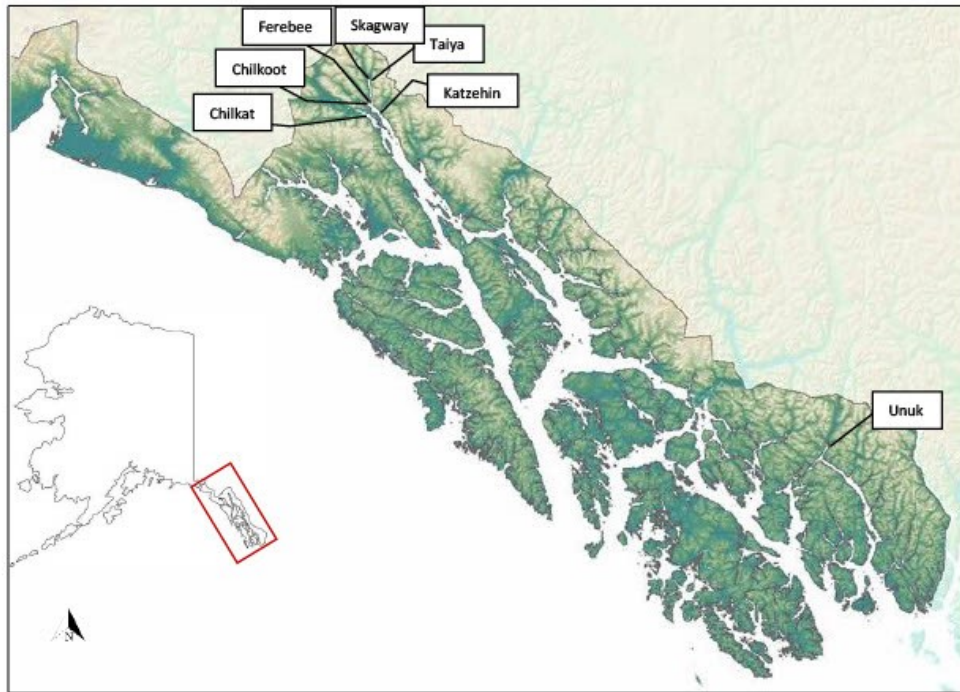 Skagway
Ferebee
Taiya
Chilkoot
Katzehin
Chilkat
Unuk
N